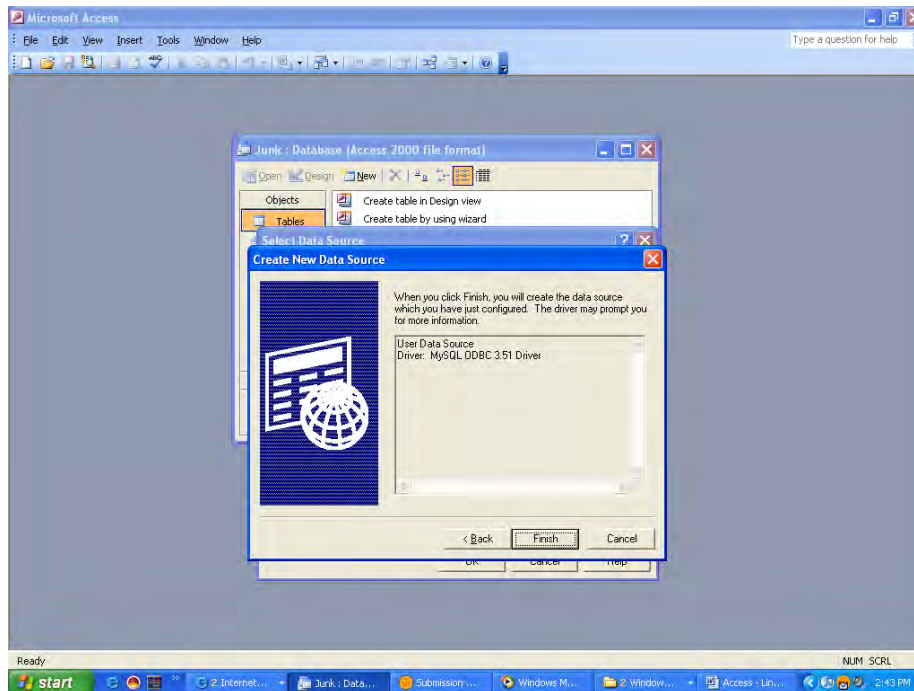 Microsoft Access
File Edit View Insert Tools Window Help
Type a question for help
Junk : Database (Access 2000 file format)
Open Design New
Objects
Create table in Design view
Tables
Create table by using wizard
Select Data Source
Create New Data Source
When you click Finish, you will create the data source
which you have just configured. The driver may prompt you
for more information.
User Data Source
Driver: MySQL ODBC 3.51 Driver
< Back Finish Cancel
OK Cancel Help
Ready
NUM SCRL
start
2 Internet...
Junk : Data...
Submission ...
Windows M...
2 Window...
Access - Lin...
2:43 PM